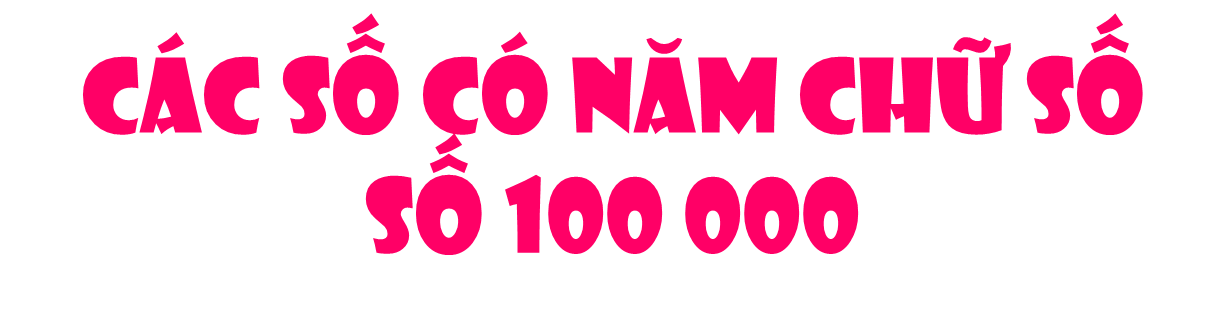 CÁC SỐ CÓ NĂM CHỮ SỐ
SỐ 100 000